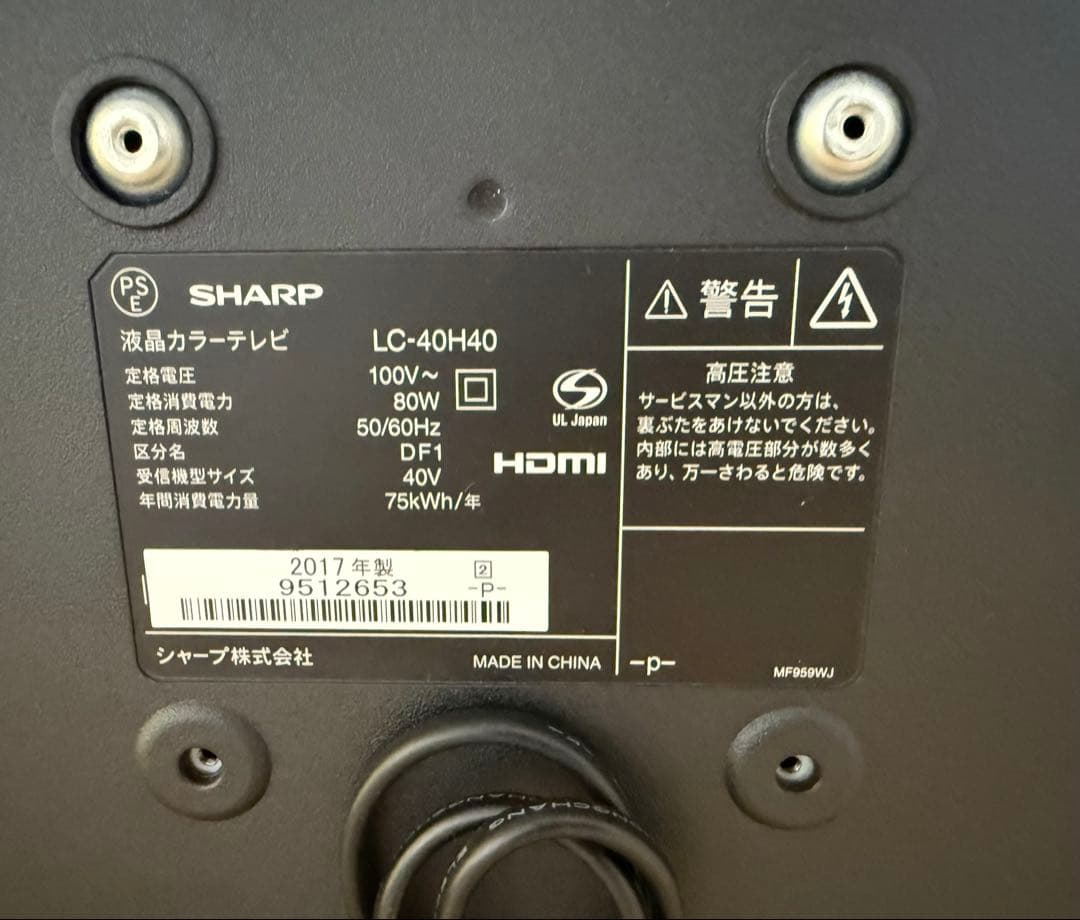 PSE
SHARP
液晶カラーテレビ LC-40H40
定格電圧 100V~
定格消費電力 80W
定格周波数 50/60Hz
区分名 DF1
受信機型サイズ 40V
年間消費電力量 75kWh/年
UL Japan
HDMI
2017年製 2
9512653 -P-
シャープ株式会社 MADE IN CHINA
警告
高圧注意
サービスマン以外の方は、
裏ぶたをあけないでください。
内部には高電圧部分が数多く
あり、万一さわると危険です。
-p- MF959WJ